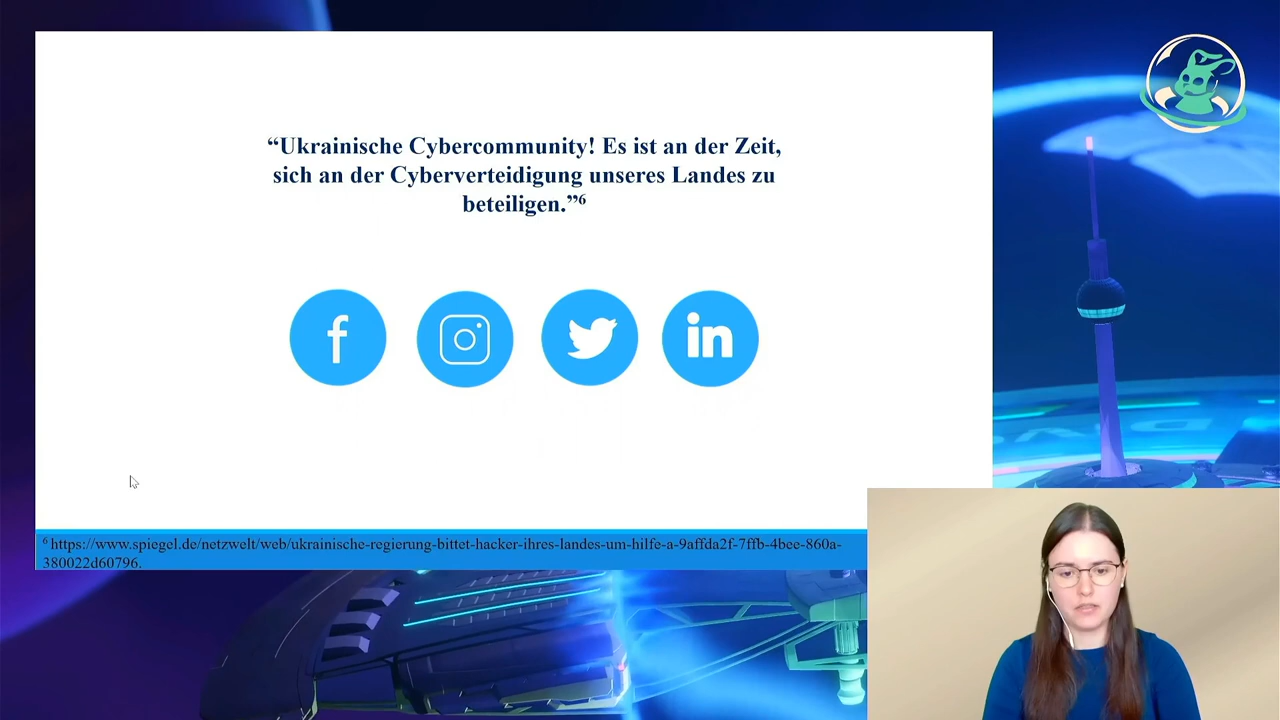 “Ukrainische Cybercommunity! Es ist an der Zeit,
sich an der Cyberverteidigung unseres Landes zu
beteiligen.”⁶
f
in
⁶ https://www.spiegel.de/netzwelt/web/ukrainische-regierung-bittet-hacker-ihres-landes-um-hilfe-a-9affda2f-7ffb-4bee-860a-
380022d60796.